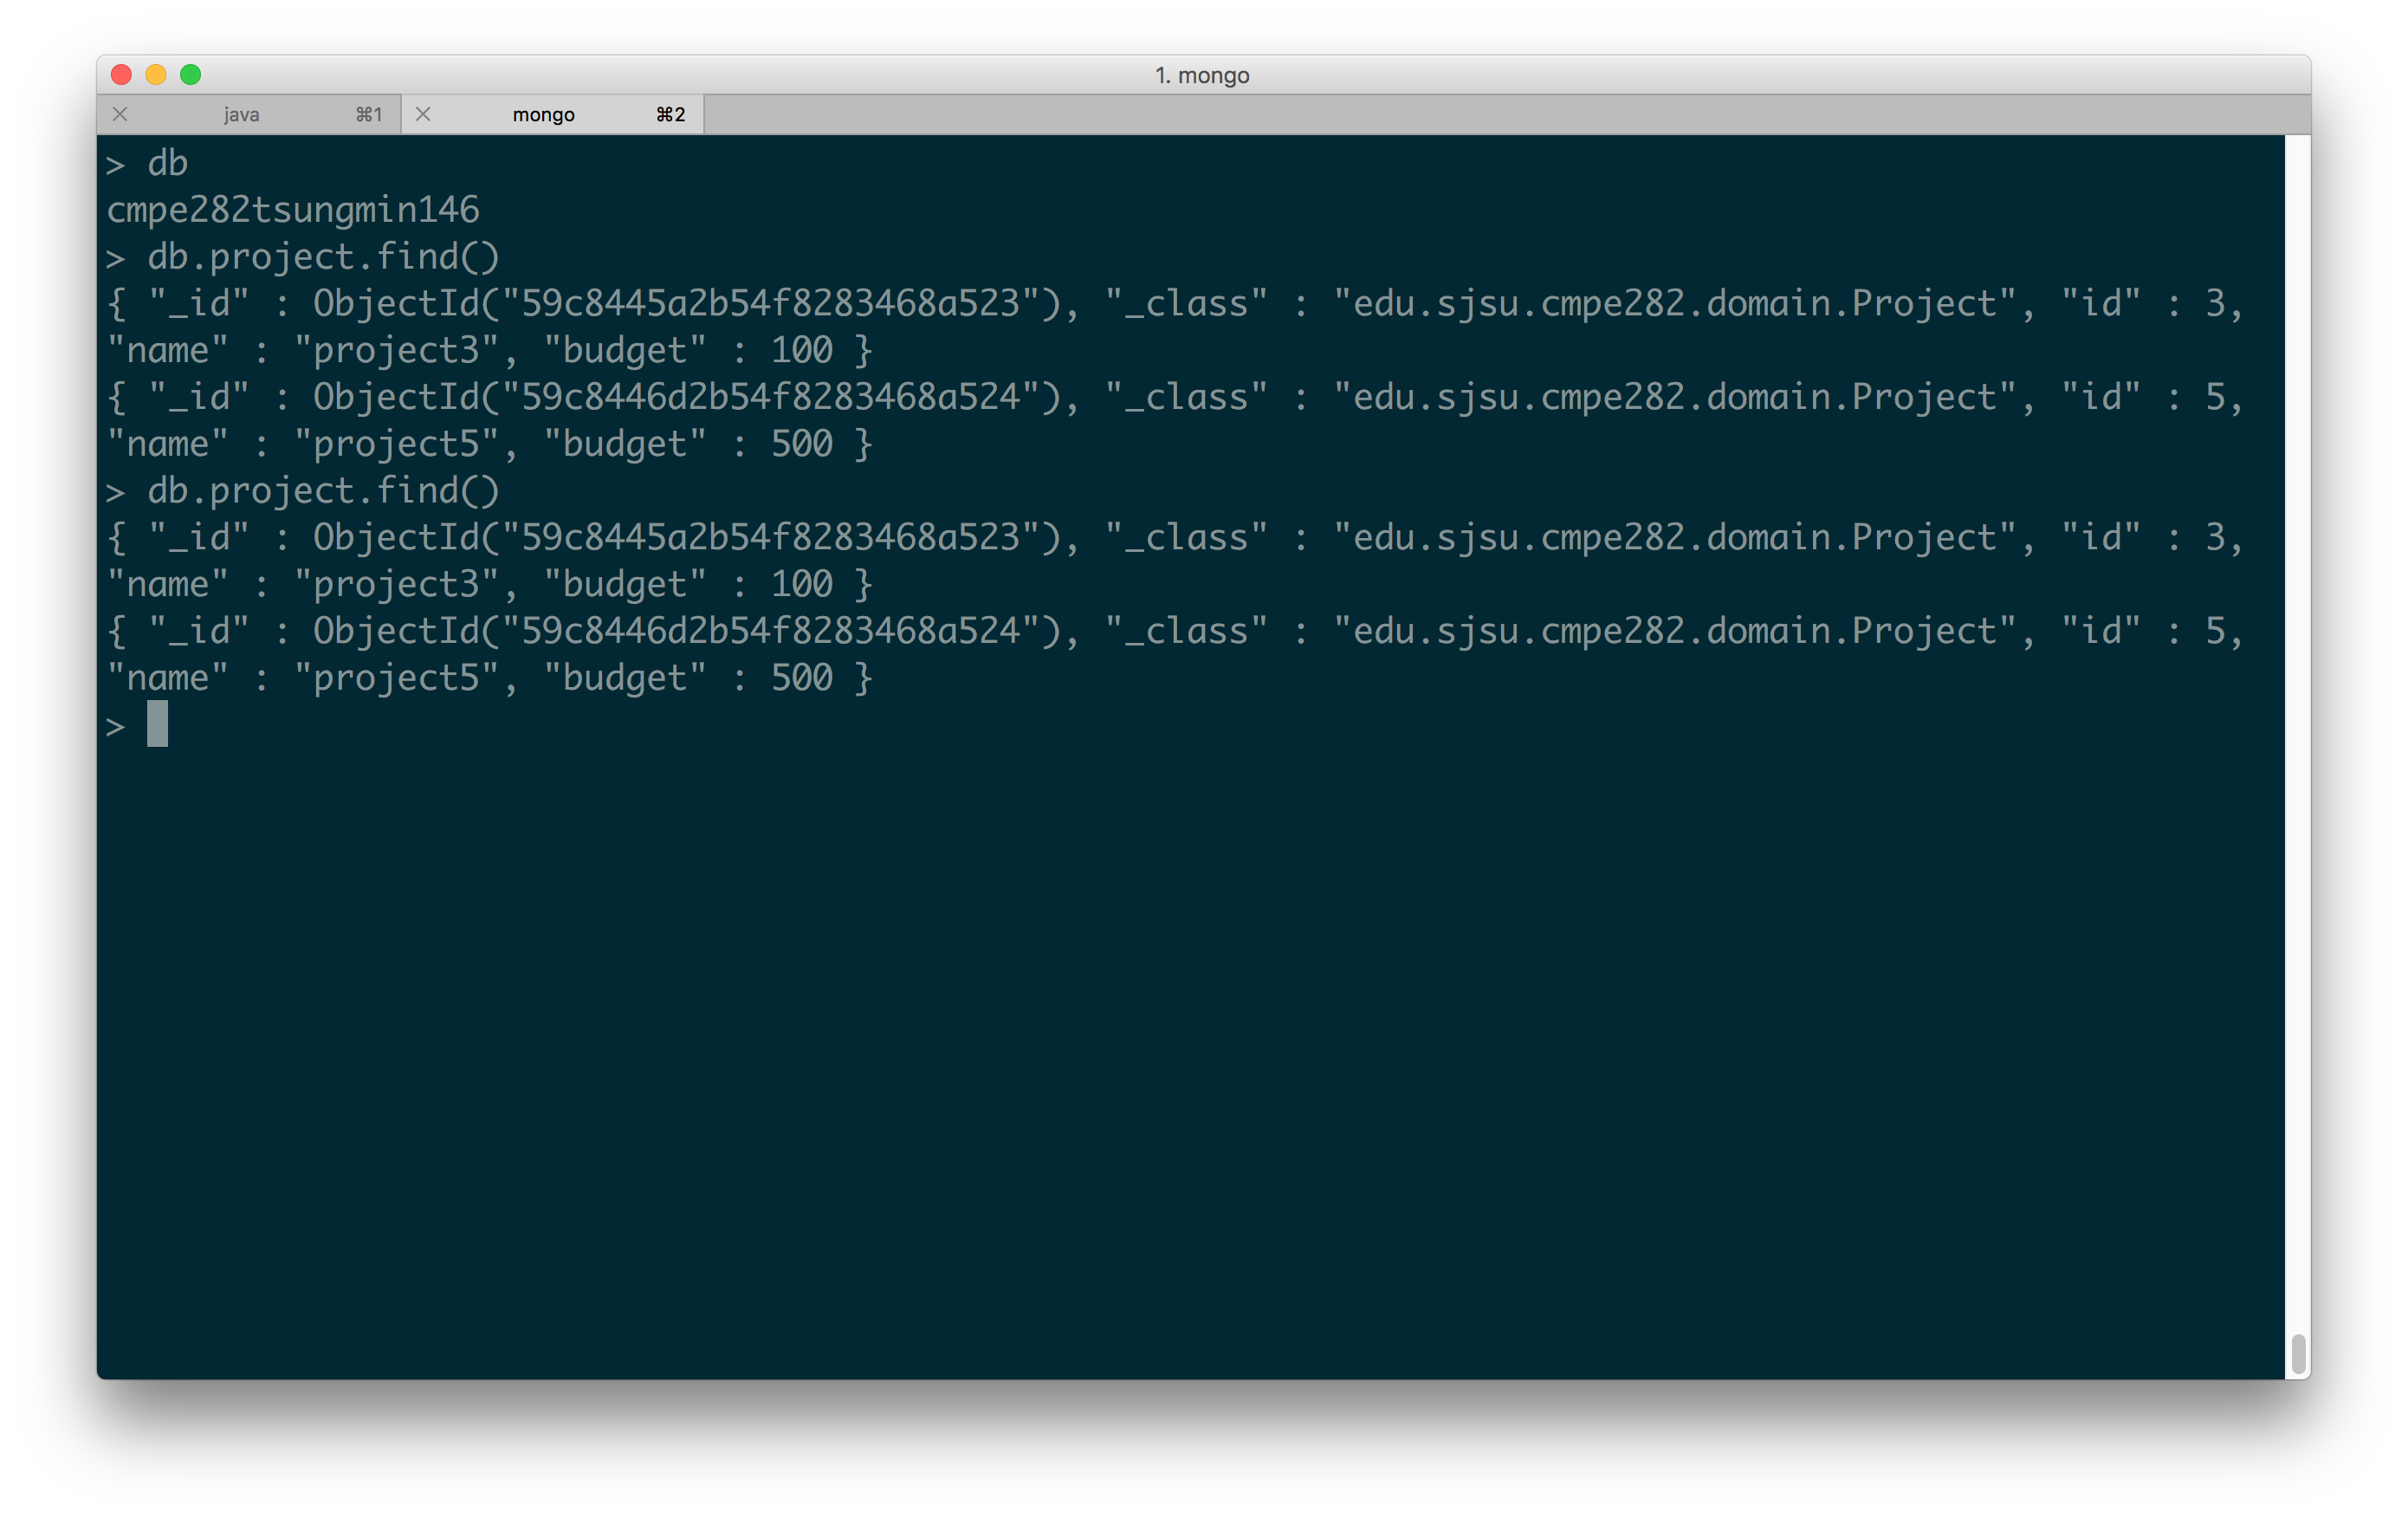 1. mongo
java ⌘1 mongo ⌘2
> db
cmpe282tsungmin146
> db.project.find()
{ "_id" : ObjectId("59c8445a2b54f8283468a523"), "_class" : "edu.sjsu.cmpe282.domain.Project", "id" : 3,
"name" : "project3", "budget" : 100 }
{ "_id" : ObjectId("59c8446d2b54f8283468a524"), "_class" : "edu.sjsu.cmpe282.domain.Project", "id" : 5,
"name" : "project5", "budget" : 500 }
> db.project.find()
{ "_id" : ObjectId("59c8445a2b54f8283468a523"), "_class" : "edu.sjsu.cmpe282.domain.Project", "id" : 3,
"name" : "project3", "budget" : 100 }
{ "_id" : ObjectId("59c8446d2b54f8283468a524"), "_class" : "edu.sjsu.cmpe282.domain.Project", "id" : 5,
"name" : "project5", "budget" : 500 }
>